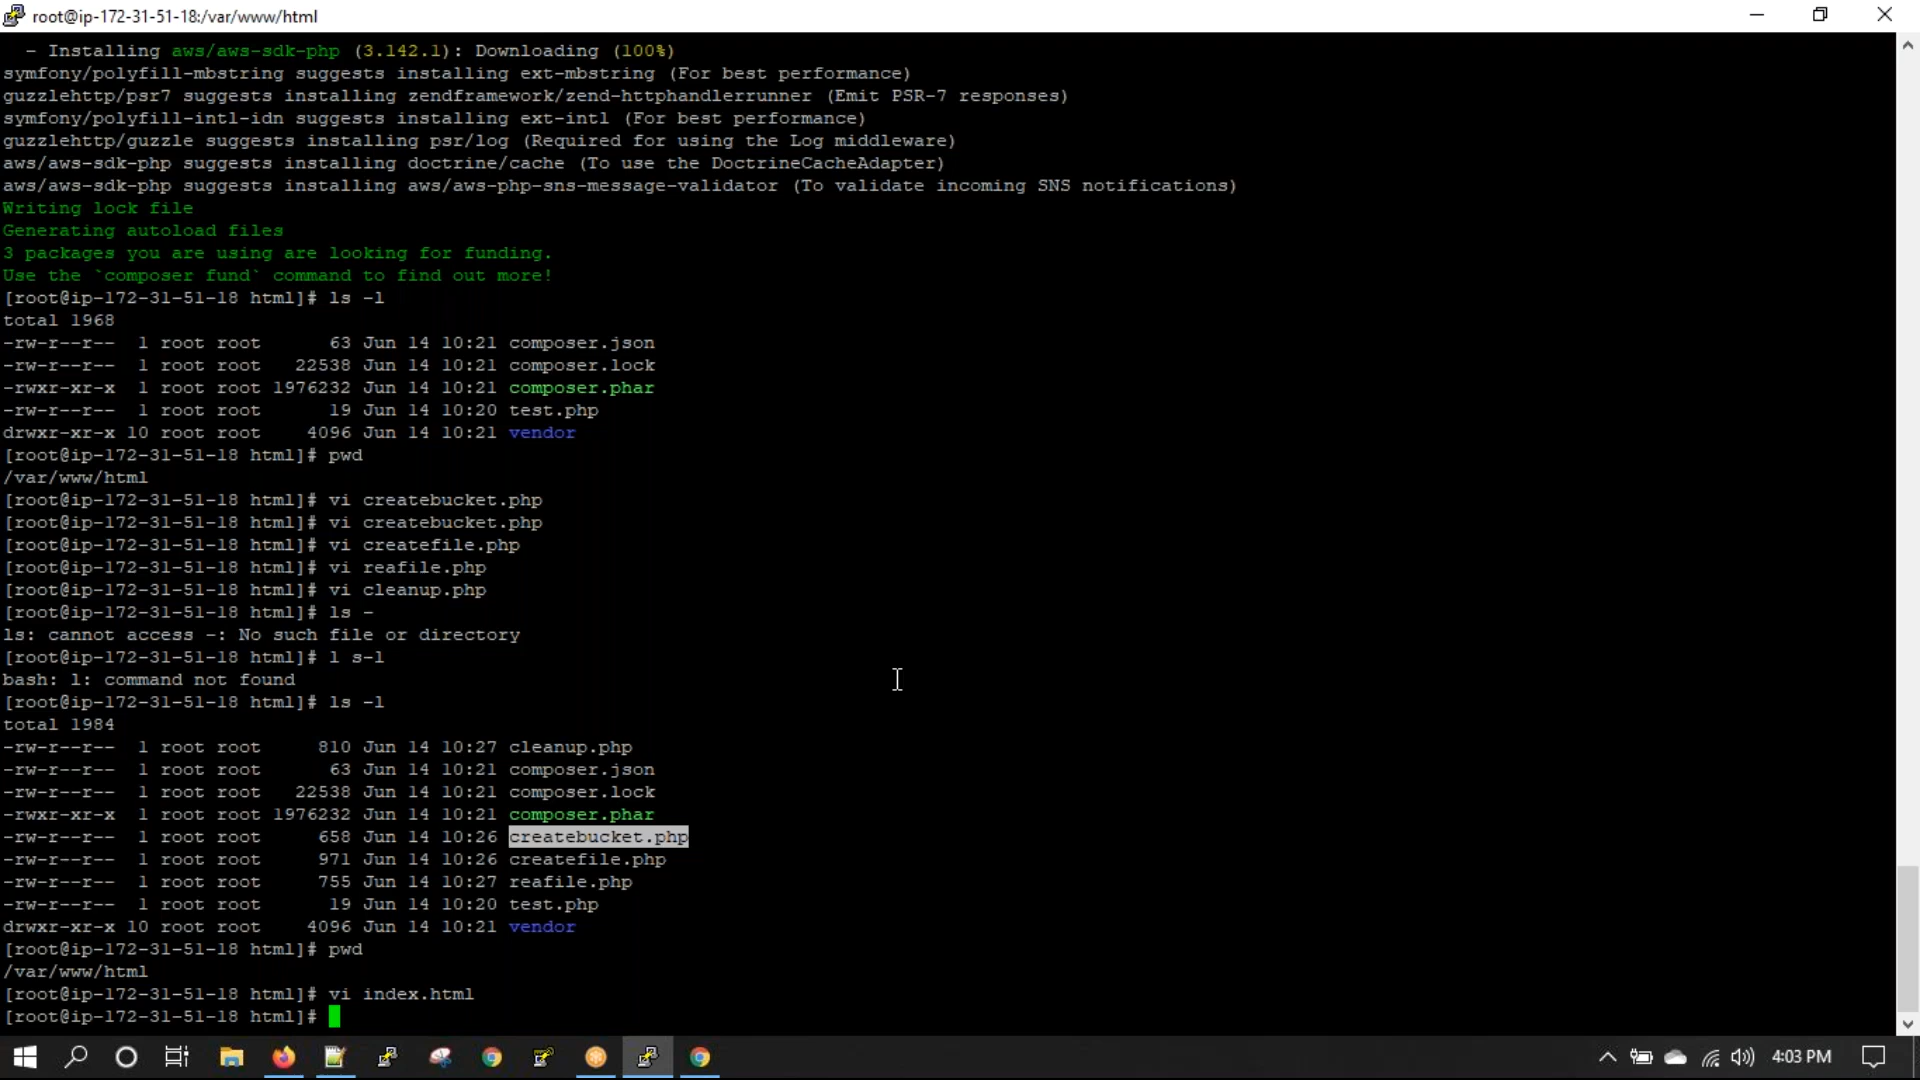 root@ip-172-31-51-18:/var/www/html
  - Installing aws/aws-sdk-php (3.142.1): Downloading (100%)
symfony/polyfill-mbstring suggests installing ext-mbstring (For best performance)
guzzlehttp/psr7 suggests installing zendframework/zend-httphandlerrunner (Emit PSR-7 responses)
symfony/polyfill-intl-idn suggests installing ext-intl (For best performance)
guzzlehttp/guzzle suggests installing psr/log (Required for using the Log middleware)
aws/aws-sdk-php suggests installing doctrine/cache (To use the DoctrineCacheAdapter)
aws/aws-sdk-php suggests installing aws/aws-php-sns-message-validator (To validate incoming SNS notifications)
Writing lock file
Generating autoload files
3 packages you are using are looking for funding.
Use the `composer fund` command to find out more!
[root@ip-172-31-51-18 html]# ls -l
total 1968
-rw-r--r--  1 root root      63 Jun 14 10:21 composer.json
-rw-r--r--  1 root root   22538 Jun 14 10:21 composer.lock
-rwxr-xr-x  1 root root 1976232 Jun 14 10:21 composer.phar
-rw-r--r--  1 root root      19 Jun 14 10:20 test.php
drwxr-xr-x 10 root root    4096 Jun 14 10:21 vendor
[root@ip-172-31-51-18 html]# pwd
/var/www/html
[root@ip-172-31-51-18 html]# vi createbucket.php
[root@ip-172-31-51-18 html]# vi createbucket.php
[root@ip-172-31-51-18 html]# vi createfile.php
[root@ip-172-31-51-18 html]# vi reafile.php
[root@ip-172-31-51-18 html]# vi cleanup.php
[root@ip-172-31-51-18 html]# ls -
ls: cannot access -: No such file or directory
[root@ip-172-31-51-18 html]# l s-l
bash: l: command not found
[root@ip-172-31-51-18 html]# ls -l
total 1984
-rw-r--r--  1 root root     810 Jun 14 10:27 cleanup.php
-rw-r--r--  1 root root      63 Jun 14 10:21 composer.json
-rw-r--r--  1 root root   22538 Jun 14 10:21 composer.lock
-rwxr-xr-x  1 root root 1976232 Jun 14 10:21 composer.phar
-rw-r--r--  1 root root     658 Jun 14 10:26 createbucket.php
-rw-r--r--  1 root root     971 Jun 14 10:26 createfile.php
-rw-r--r--  1 root root     755 Jun 14 10:27 reafile.php
-rw-r--r--  1 root root      19 Jun 14 10:20 test.php
drwxr-xr-x 10 root root    4096 Jun 14 10:21 vendor
[root@ip-172-31-51-18 html]# pwd
/var/www/html
[root@ip-172-31-51-18 html]# vi index.html
[root@ip-172-31-51-18 html]#
4:03 PM